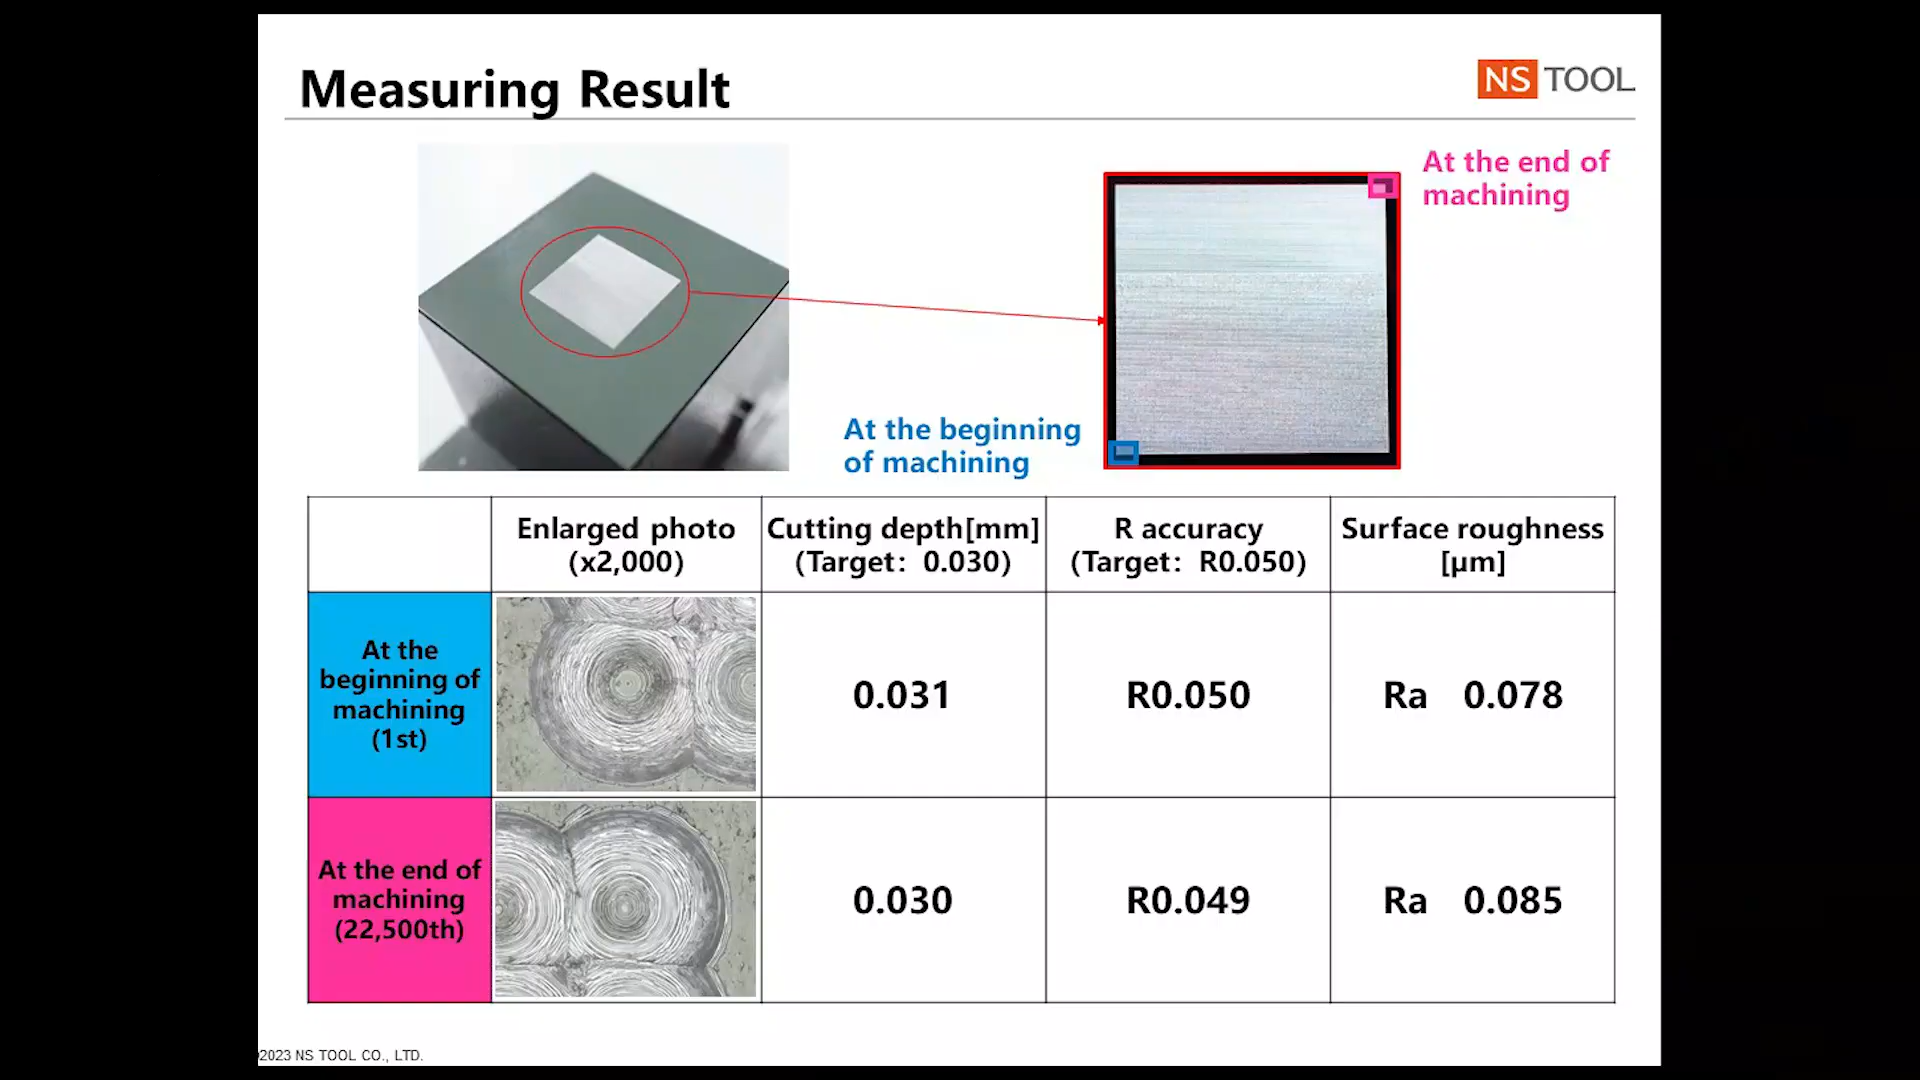 Measuring Result
NS TOOL
At the end of
machining
At the beginning
of machining
Enlarged photo
(x2,000)
Cutting depth[mm]
(Target：0.030)
R accuracy
(Target：R0.050)
Surface roughness
[μm]
At the
beginning of
machining
(1st)
0.031
R0.050
Ra 0.078
At the end of
machining
(22,500th)
0.030
R0.049
Ra 0.085
2023 NS TOOL CO., LTD.